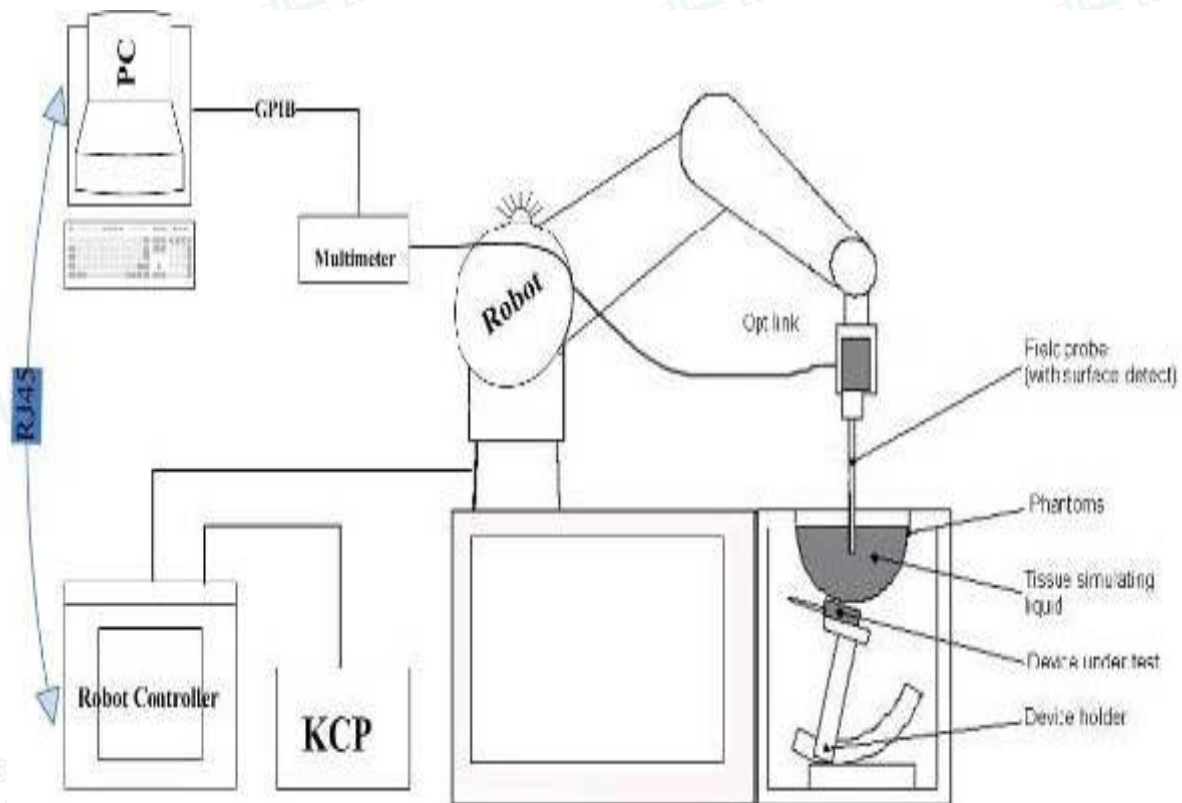 PC
GPIB
Multimeter
Robot
Opt link
Field probe
(with surface detect)
RJ45
Phantoms
Tissue simulating
liquid
Device under test
Robot Controller
KCP
Device holder